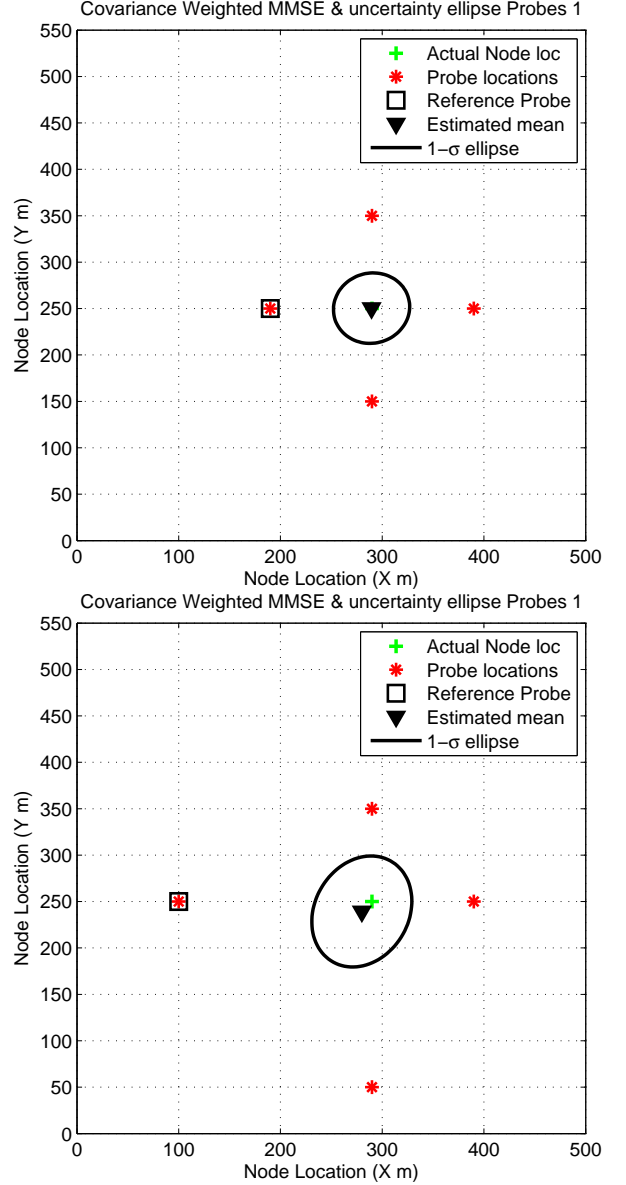 Covariance Weighted MMSE & uncertainty ellipse Probes 1
550
500
450
400
350
300
250
200
150
100
50
0
Node Location (Y m)
Actual Node loc
Probe locations
Reference Probe
Estimated mean
1−σ ellipse
0 100 200 300 400 500
Node Location (X m)
Covariance Weighted MMSE & uncertainty ellipse Probes 1
550
500
450
400
350
300
250
200
150
100
50
0
Node Location (Y m)
Actual Node loc
Probe locations
Reference Probe
Estimated mean
1−σ ellipse
0 100 200 300 400 500
Node Location (X m)